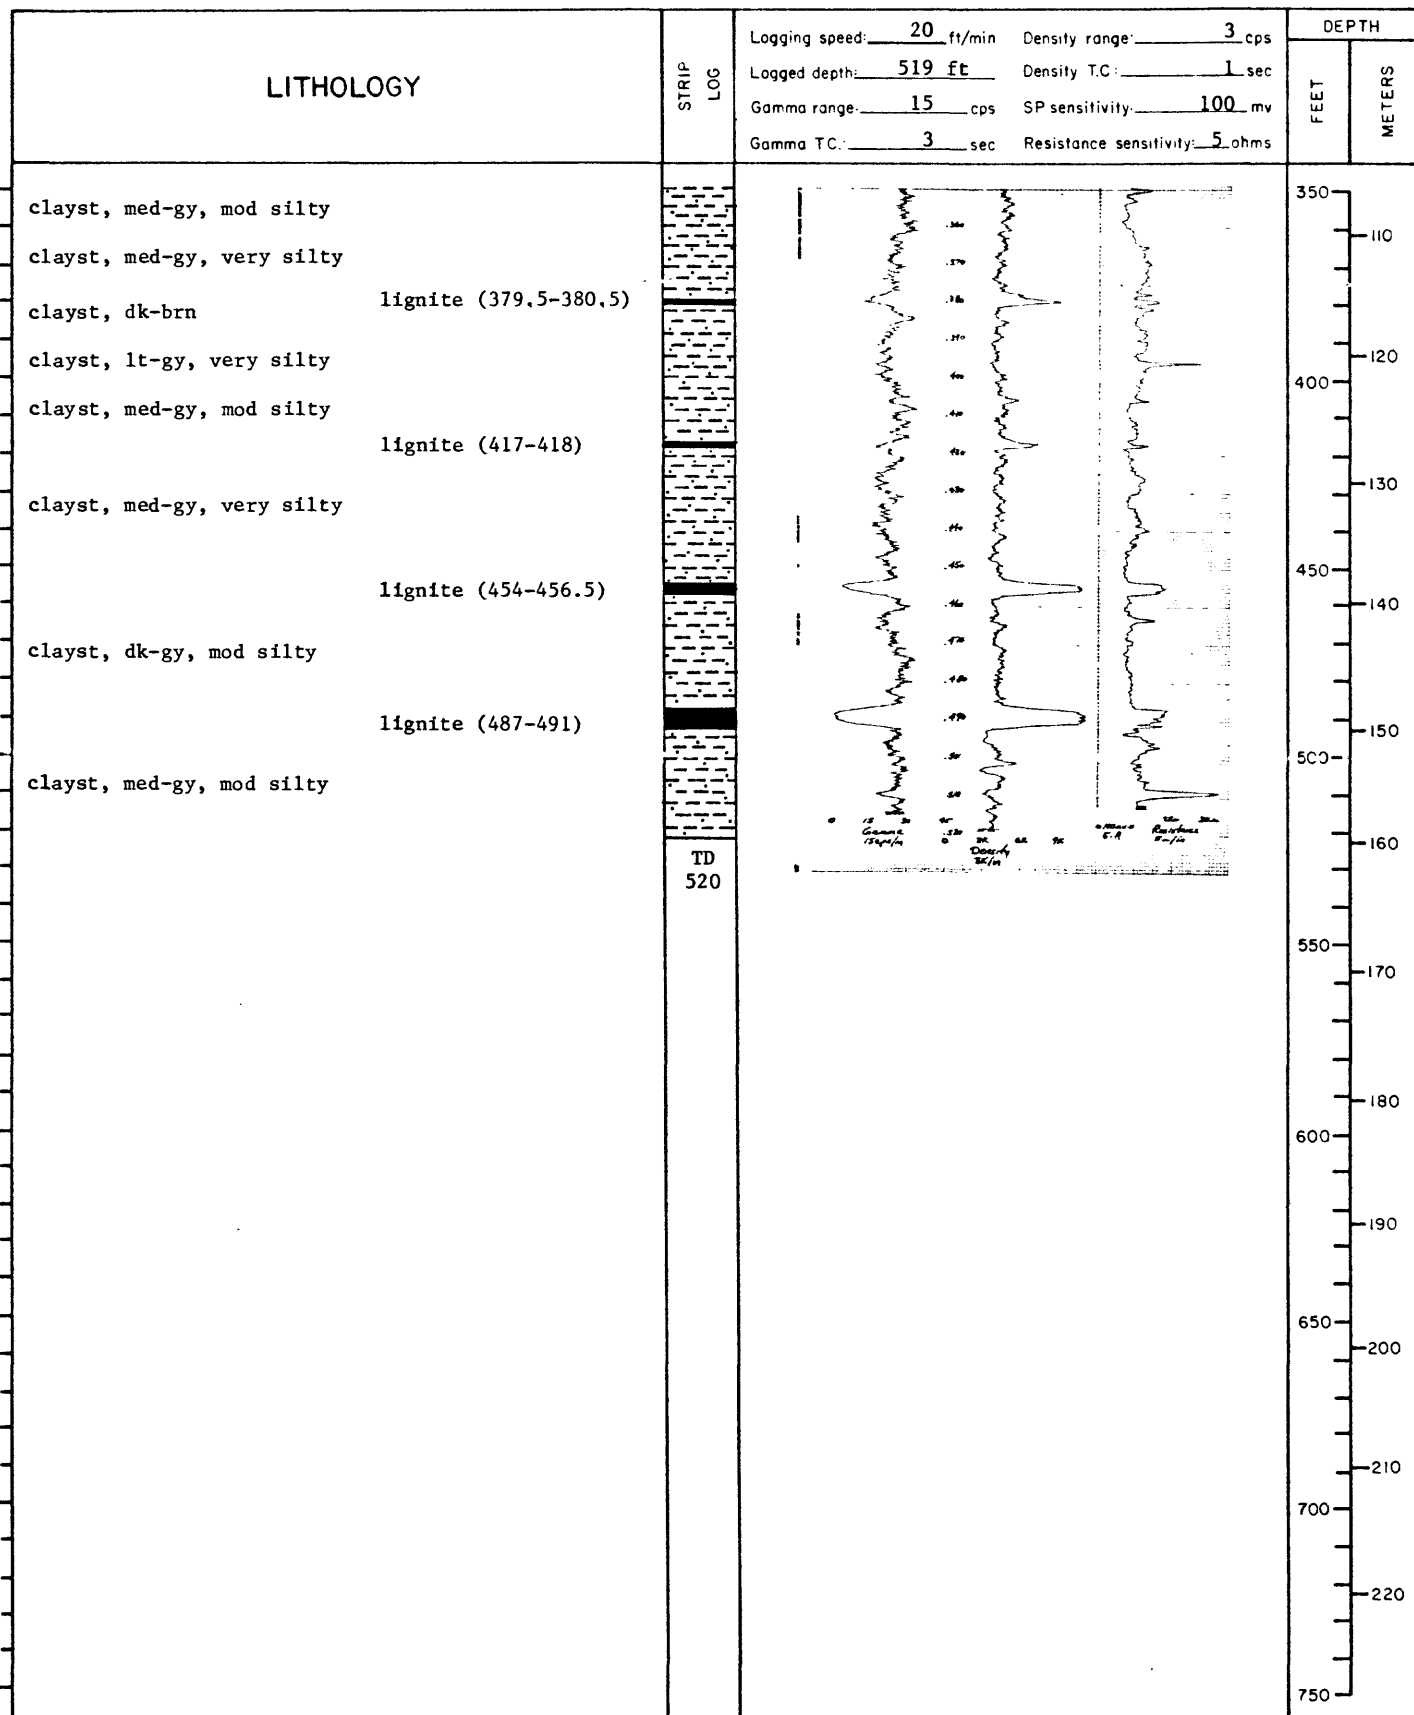 LITHOLOGY
STRIP LOG
Logging speed: 20 ft/min Density range: 3 cps
Logged depth: 519 ft Density T.C.: 1 sec
Gamma range: 15 cps SP sensitivity: 100 mv
Gamma T.C.: 3 sec Resistance sensitivity: 5 ohms
DEPTH
FEET
METERS
clayst, med-gy, mod silty
clayst, med-gy, very silty
lignite (379.5-380.5)
clayst, dk-brn
clayst, lt-gy, very silty
clayst, med-gy, mod silty
lignite (417-418)
clayst, med-gy, very silty
lignite (454-456.5)
clayst, dk-gy, mod silty
lignite (487-491)
clayst, med-gy, mod silty
TD
520
Gamma
Density
Resistance
350
400
450
500
550
600
650
700
750
110
120
130
140
150
160
170
180
190
200
210
220